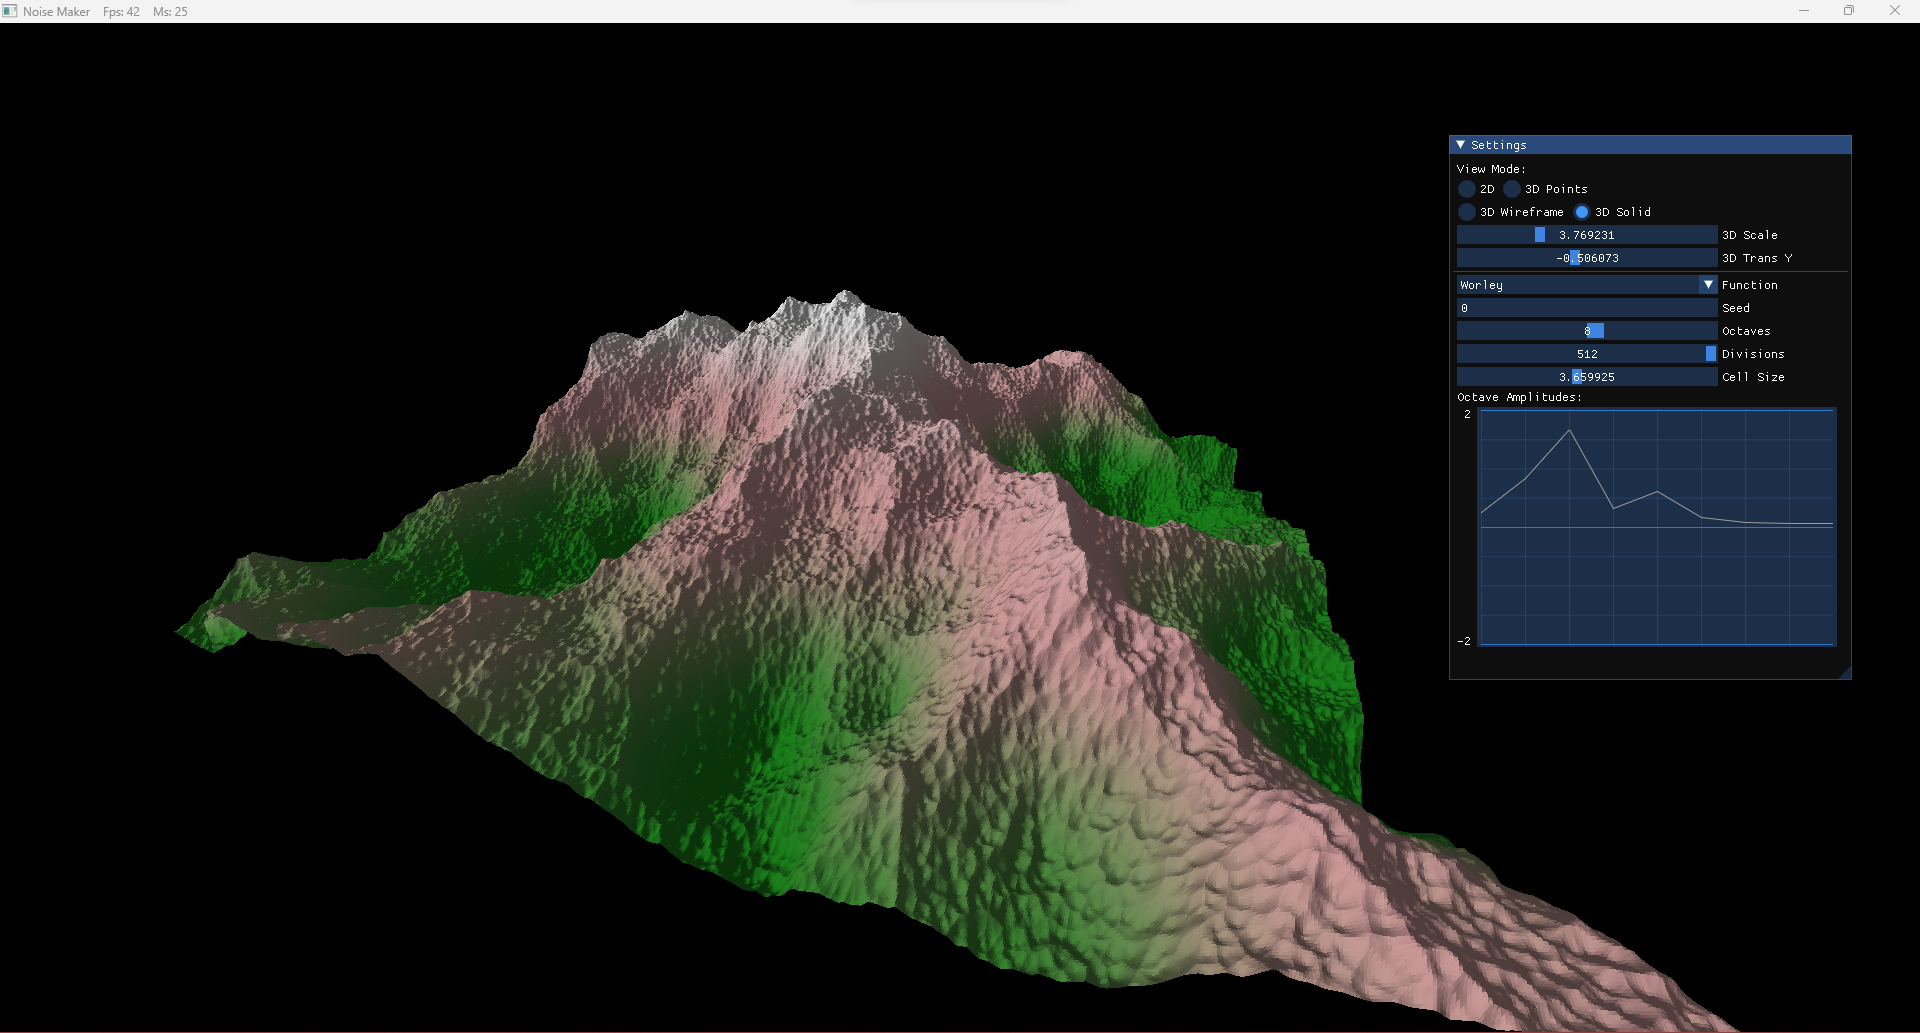 Noise Maker Fps: 42 Ms: 25
Settings
View Mode:
2D 3D Points
3D Wireframe 3D Solid
3.769231 3D Scale
-0.506073 3D Trans Y
Worley Function
0 Seed
8 Octaves
512 Divisions
3.659925 Cell Size
Octave Amplitudes:
2
-2